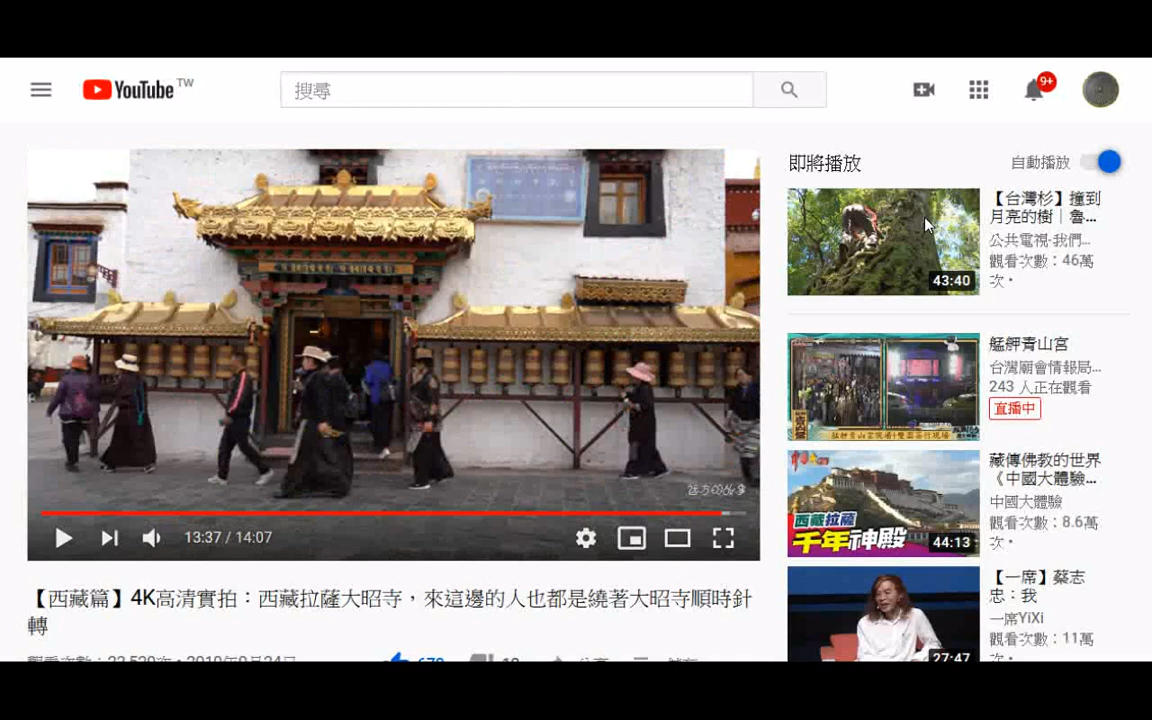 YouTube TW
搜尋
9+
遠方的故事
13:37 / 14:07
【西藏篇】4K高清實拍：西藏拉薩大昭寺，來這邊的人也都是繞著大昭寺順時針
轉
即將播放
自動播放
【台灣杉】撞到
月亮的樹｜魯...
公共電視-我們...
觀看次數：46萬
次・
43:40
艋舺青山宮
台灣廟會情報局...
243 人正在觀看
直播中
藏傳佛教的世界
《中國大體驗...
中國大體驗
觀看次數：8.6萬
次・
西藏拉薩
千年神殿
44:13
【一席】蔡志
忠：我
一席YiXi
觀看次數：11萬
27:47